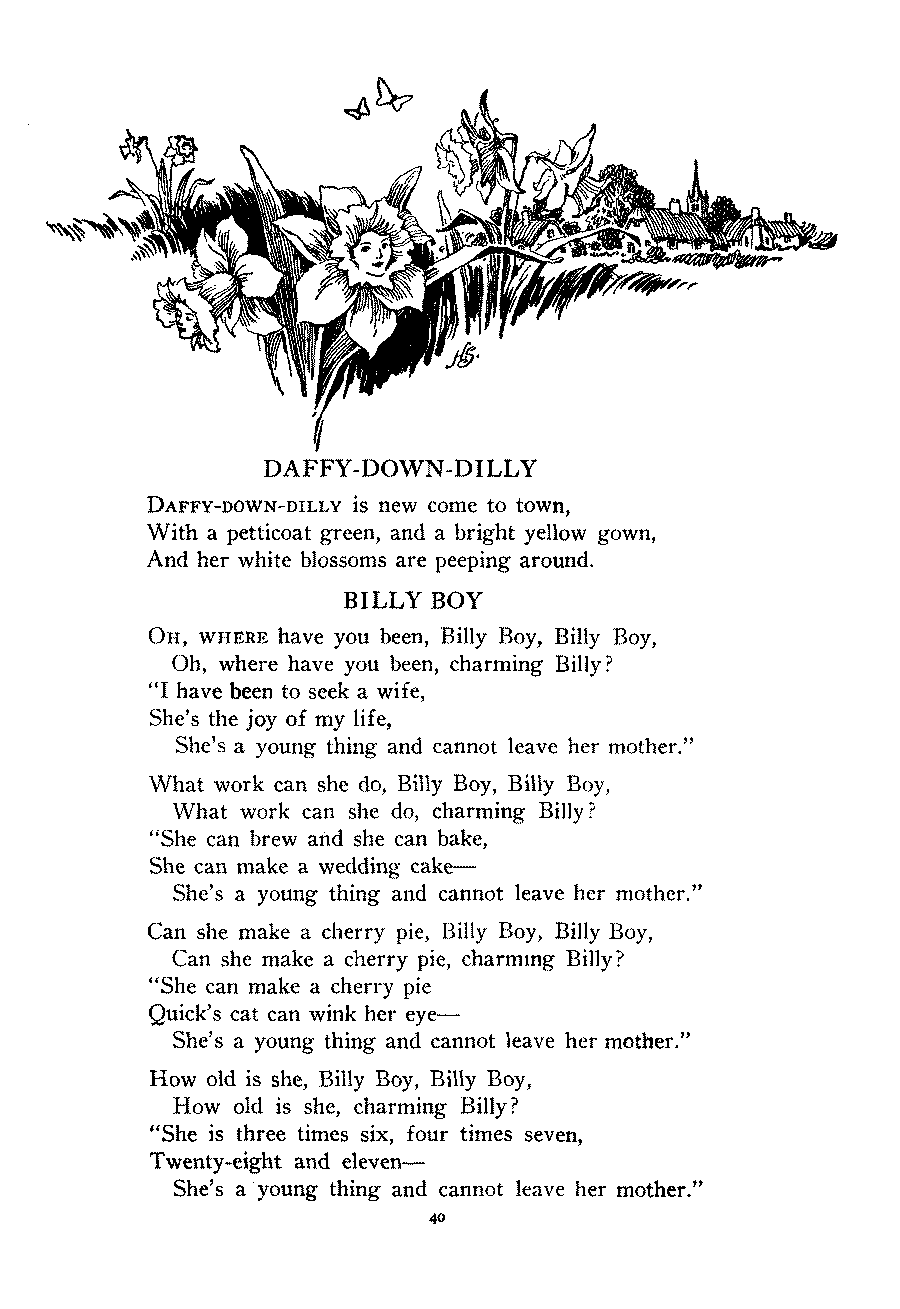 HCS.
DAFFY-DOWN-DILLY
DAFFY-DOWN-DILLY is new come to town,
With a petticoat green, and a bright yellow gown,
And her white blossoms are peeping around.
BILLY BOY
OH, WHERE have you been, Billy Boy, Billy Boy,
Oh, where have you been, charming Billy?
"I have been to seek a wife,
She's the joy of my life,
She's a young thing and cannot leave her mother."
What work can she do, Billy Boy, Billy Boy,
What work can she do, charming Billy?
"She can brew and she can bake,
She can make a wedding cake—
She's a young thing and cannot leave her mother."
Can she make a cherry pie, Billy Boy, Billy Boy,
Can she make a cherry pie, charming Billy?
"She can make a cherry pie
Quick's cat can wink her eye—
She's a young thing and cannot leave her mother."
How old is she, Billy Boy, Billy Boy,
How old is she, charming Billy?
"She is three times six, four times seven,
Twenty-eight and eleven—
She's a young thing and cannot leave her mother."
40